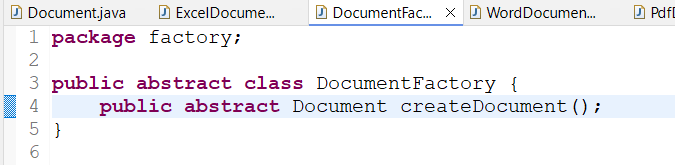 Document.java ExcelDocume... DocumentFac... WordDocumen... Pdf
1 package factory;
2
3 public abstract class DocumentFactory {
4 public abstract Document createDocument();
5 }
6